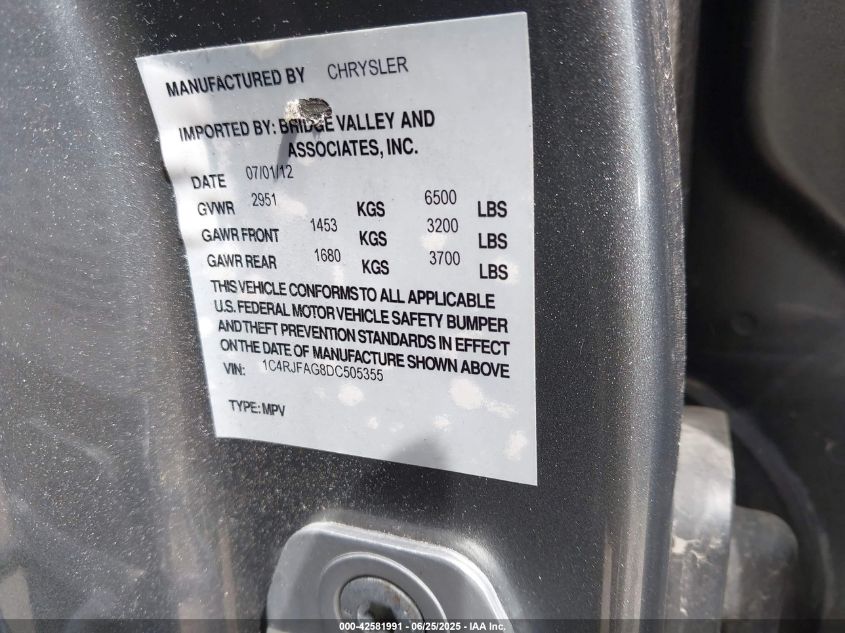 MANUFACTURED BY CHRYSLER
IMPORTED BY: BRIDGE VALLEY AND
ASSOCIATES, INC.
DATE 07/01/12
GVWR 2951 KGS 6500 LBS
GAWR FRONT 1453 KGS 3200 LBS
GAWR REAR 1680 KGS 3700 LBS
THIS VEHICLE CONFORMS TO ALL APPLICABLE
U.S. FEDERAL MOTOR VEHICLE SAFETY BUMPER
AND THEFT PREVENTION STANDARDS IN EFFECT
ON THE DATE OF MANUFACTURE SHOWN ABOVE
VIN: 1C4RJFAG8DC505355
TYPE: MPV
000-42581991 - 06/25/2025 - IAA Inc.